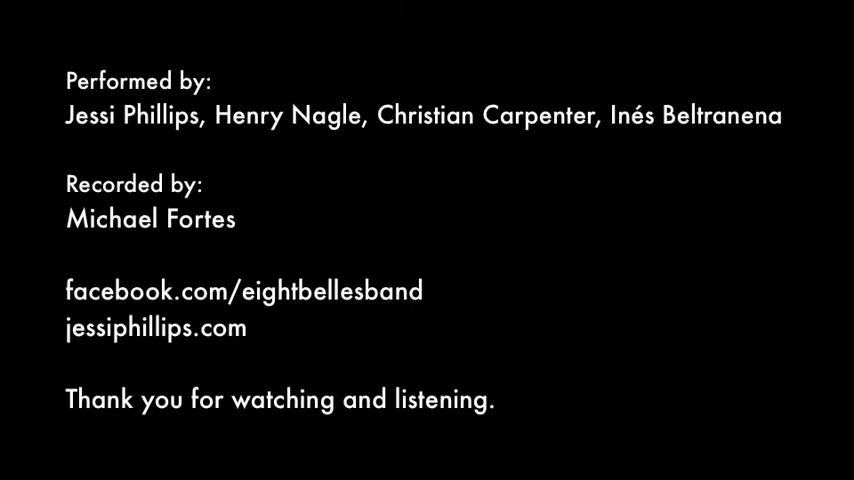 Performed by:
Jessi Phillips, Henry Nagle, Christian Carpenter, Inés Beltranena
Recorded by:
Michael Fortes
facebook.com/eightbellesband
jessiphillips.com
Thank you for watching and listening.